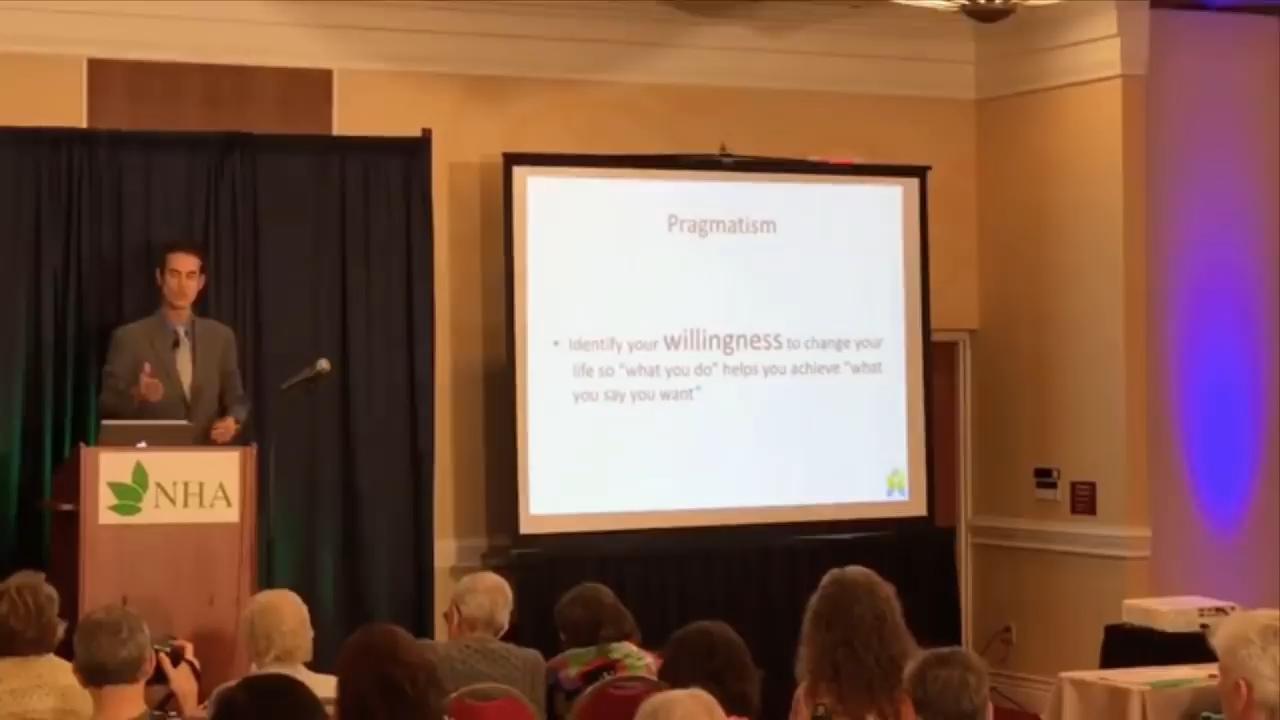 Pragmatism
• Identify your willingness to change your
life so "what you do" helps you achieve "what
you say you want"
NHA